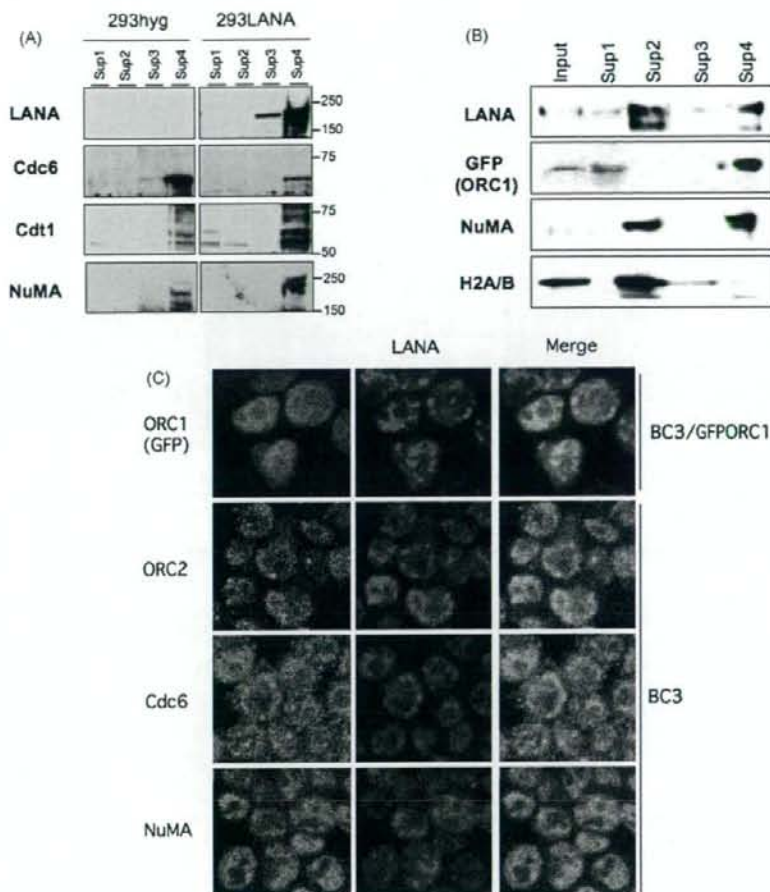 (A)
293hyg 293LANA
Sup1 Sup2 Sup3 Sup4 Sup1 Sup2 Sup3 Sup4
LANA
250
150
Cdc6
75
Cdt1
75
50
NuMA
250
150
(B)
Input Sup1 Sup2 Sup3 Sup4
LANA
GFP
(ORC1)
NuMA
H2A/B
(C)
LANA Merge
ORC1
(GFP)
BC3/GFPORC1
ORC2
Cdc6
BC3
NuMA